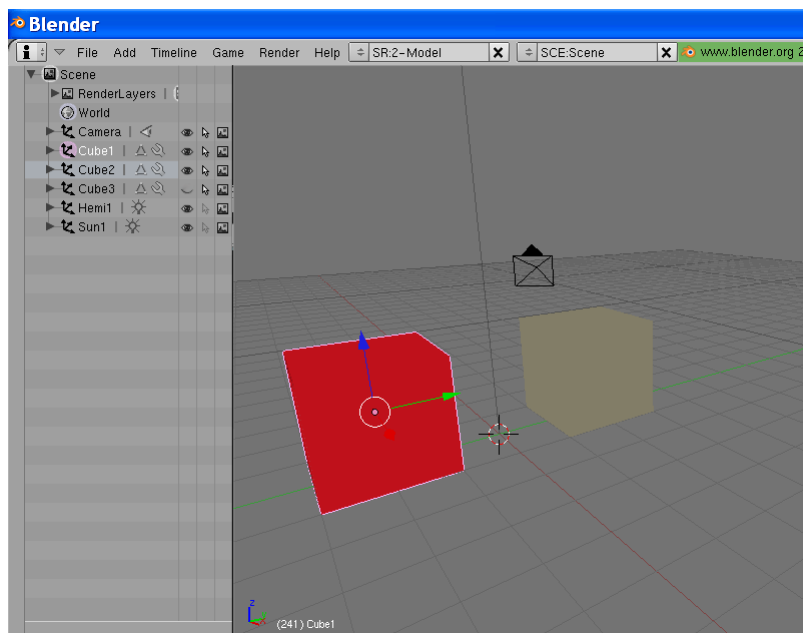 Blender
File Add Timeline Game Render Help SR:2-Model SCE:Scene www.blender.org 2
Scene
RenderLayers
World
Camera
Cube1
Cube2
Cube3
Hemi1
Sun1
z
(241) Cube1